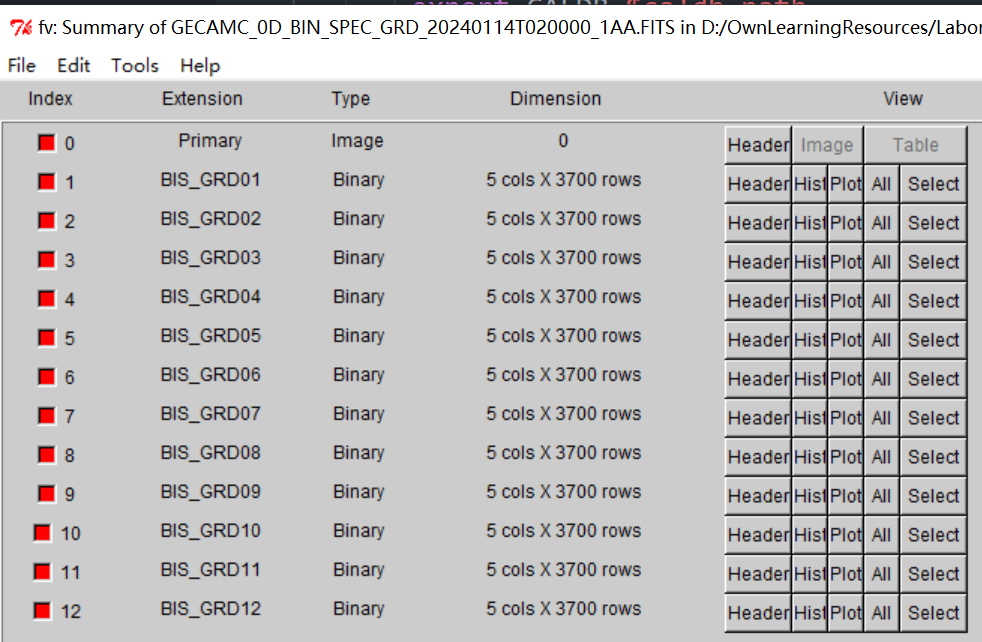 export CALDB=$caldb_path
fv: Summary of GECAMC_0D_BIN_SPEC_GRD_20240114T020000_1AA.FITS in D:/OwnLearningResources/Labor
File Edit Tools Help
Index Extension Type Dimension View
0 Primary Image 0 Header Image Table
1 BIS_GRD01 Binary 5 cols X 3700 rows Header Hist Plot All Select
2 BIS_GRD02 Binary 5 cols X 3700 rows Header Hist Plot All Select
3 BIS_GRD03 Binary 5 cols X 3700 rows Header Hist Plot All Select
4 BIS_GRD04 Binary 5 cols X 3700 rows Header Hist Plot All Select
5 BIS_GRD05 Binary 5 cols X 3700 rows Header Hist Plot All Select
6 BIS_GRD06 Binary 5 cols X 3700 rows Header Hist Plot All Select
7 BIS_GRD07 Binary 5 cols X 3700 rows Header Hist Plot All Select
8 BIS_GRD08 Binary 5 cols X 3700 rows Header Hist Plot All Select
9 BIS_GRD09 Binary 5 cols X 3700 rows Header Hist Plot All Select
10 BIS_GRD10 Binary 5 cols X 3700 rows Header Hist Plot All Select
11 BIS_GRD11 Binary 5 cols X 3700 rows Header Hist Plot All Select
12 BIS_GRD12 Binary 5 cols X 3700 rows Header Hist Plot All Select